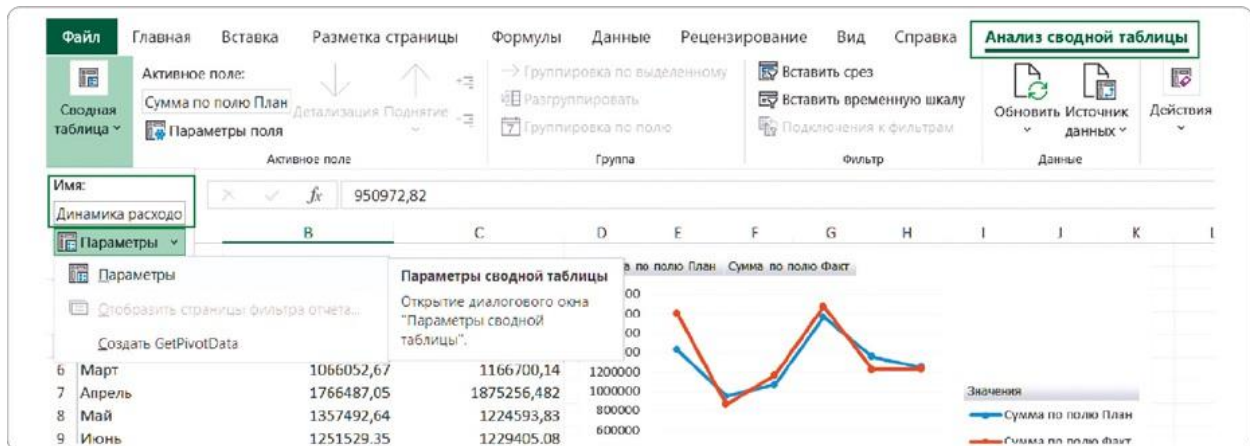 Файл Главная Вставка Разметка страницы Формулы Данные Рецензирование Вид Справка Анализ сводной таблицы
Сводная таблица
Активное поле:
Сумма по полю План
Параметры поля
Детализация Поднятие
Активное поле
Группировка по выделенному
Разгруппировать
7 Группировка по полю
Группа
Вставить срез
Вставить временную шкалу
Подключения к фильтрам
Фильтр
Обновить Источник данных
Данные
Действия
Имя:
Динамика расходо
Параметры
fx 950972,82
B C D E F G H I J K
Параметры
Отобразить страницы фильтра отчета...
Создать GetPivotData
Параметры сводной таблицы
Открытие диалогового окна
"Параметры сводной
таблицы".
по полю План Сумма по полю Факт
1200000
1000000
800000
600000
6 Март 1066052,67 1166700,14
7 Апрель 1766487,05 1875256,482
8 Май 1357492,64 1224593,83
9 Июнь 1251529.35 1229405.08
Значения
Сумма по полю План
Сумма по полю Факт